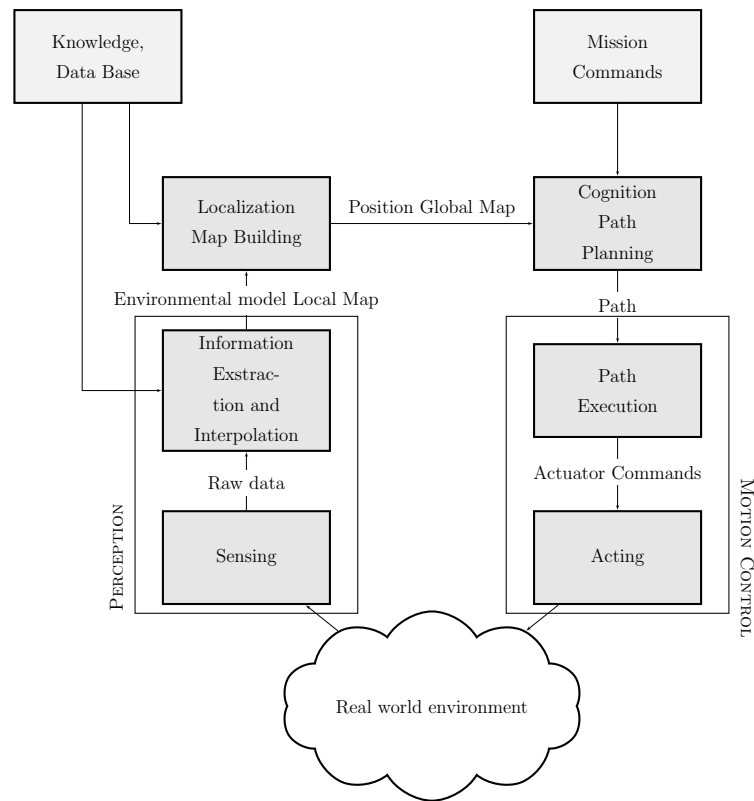 Knowledge,
Data Base
Mission
Commands
Localization
Map Building
Position Global Map
Cognition
Path
Planning
Environmental model Local Map
Path
Information
Exstrac-
tion and
Interpolation
Path
Execution
Raw data
Actuator Commands
PERCEPTION
Sensing
Acting
MOTION CONTROL
Real world environment